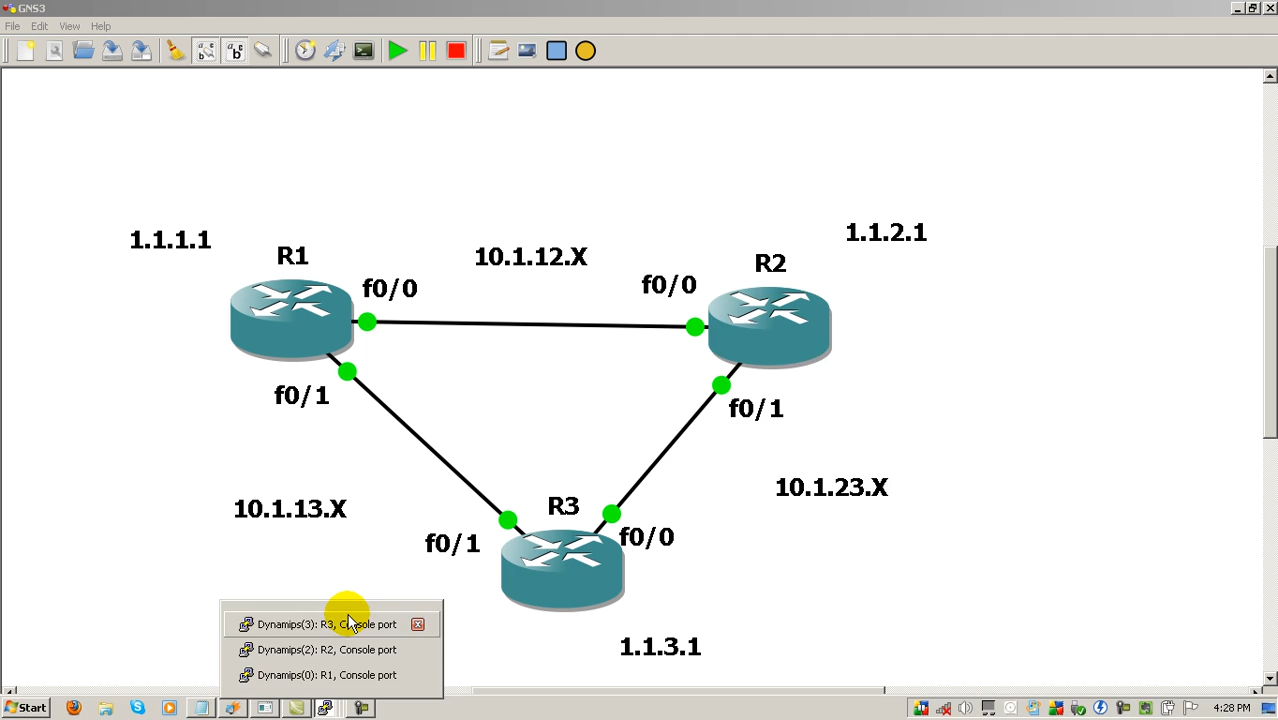 GNS3
File Edit View Help
1.1.1.1
1.1.2.1
R1
10.1.12.X
R2
f0/0
f0/0
f0/1
f0/1
10.1.13.X
10.1.23.X
R3
f0/1
f0/0
1.1.3.1
Dynamips(3): R3, Console port
Dynamips(2): R2, Console port
Dynamips(0): R1, Console port
Start
4:28 PM